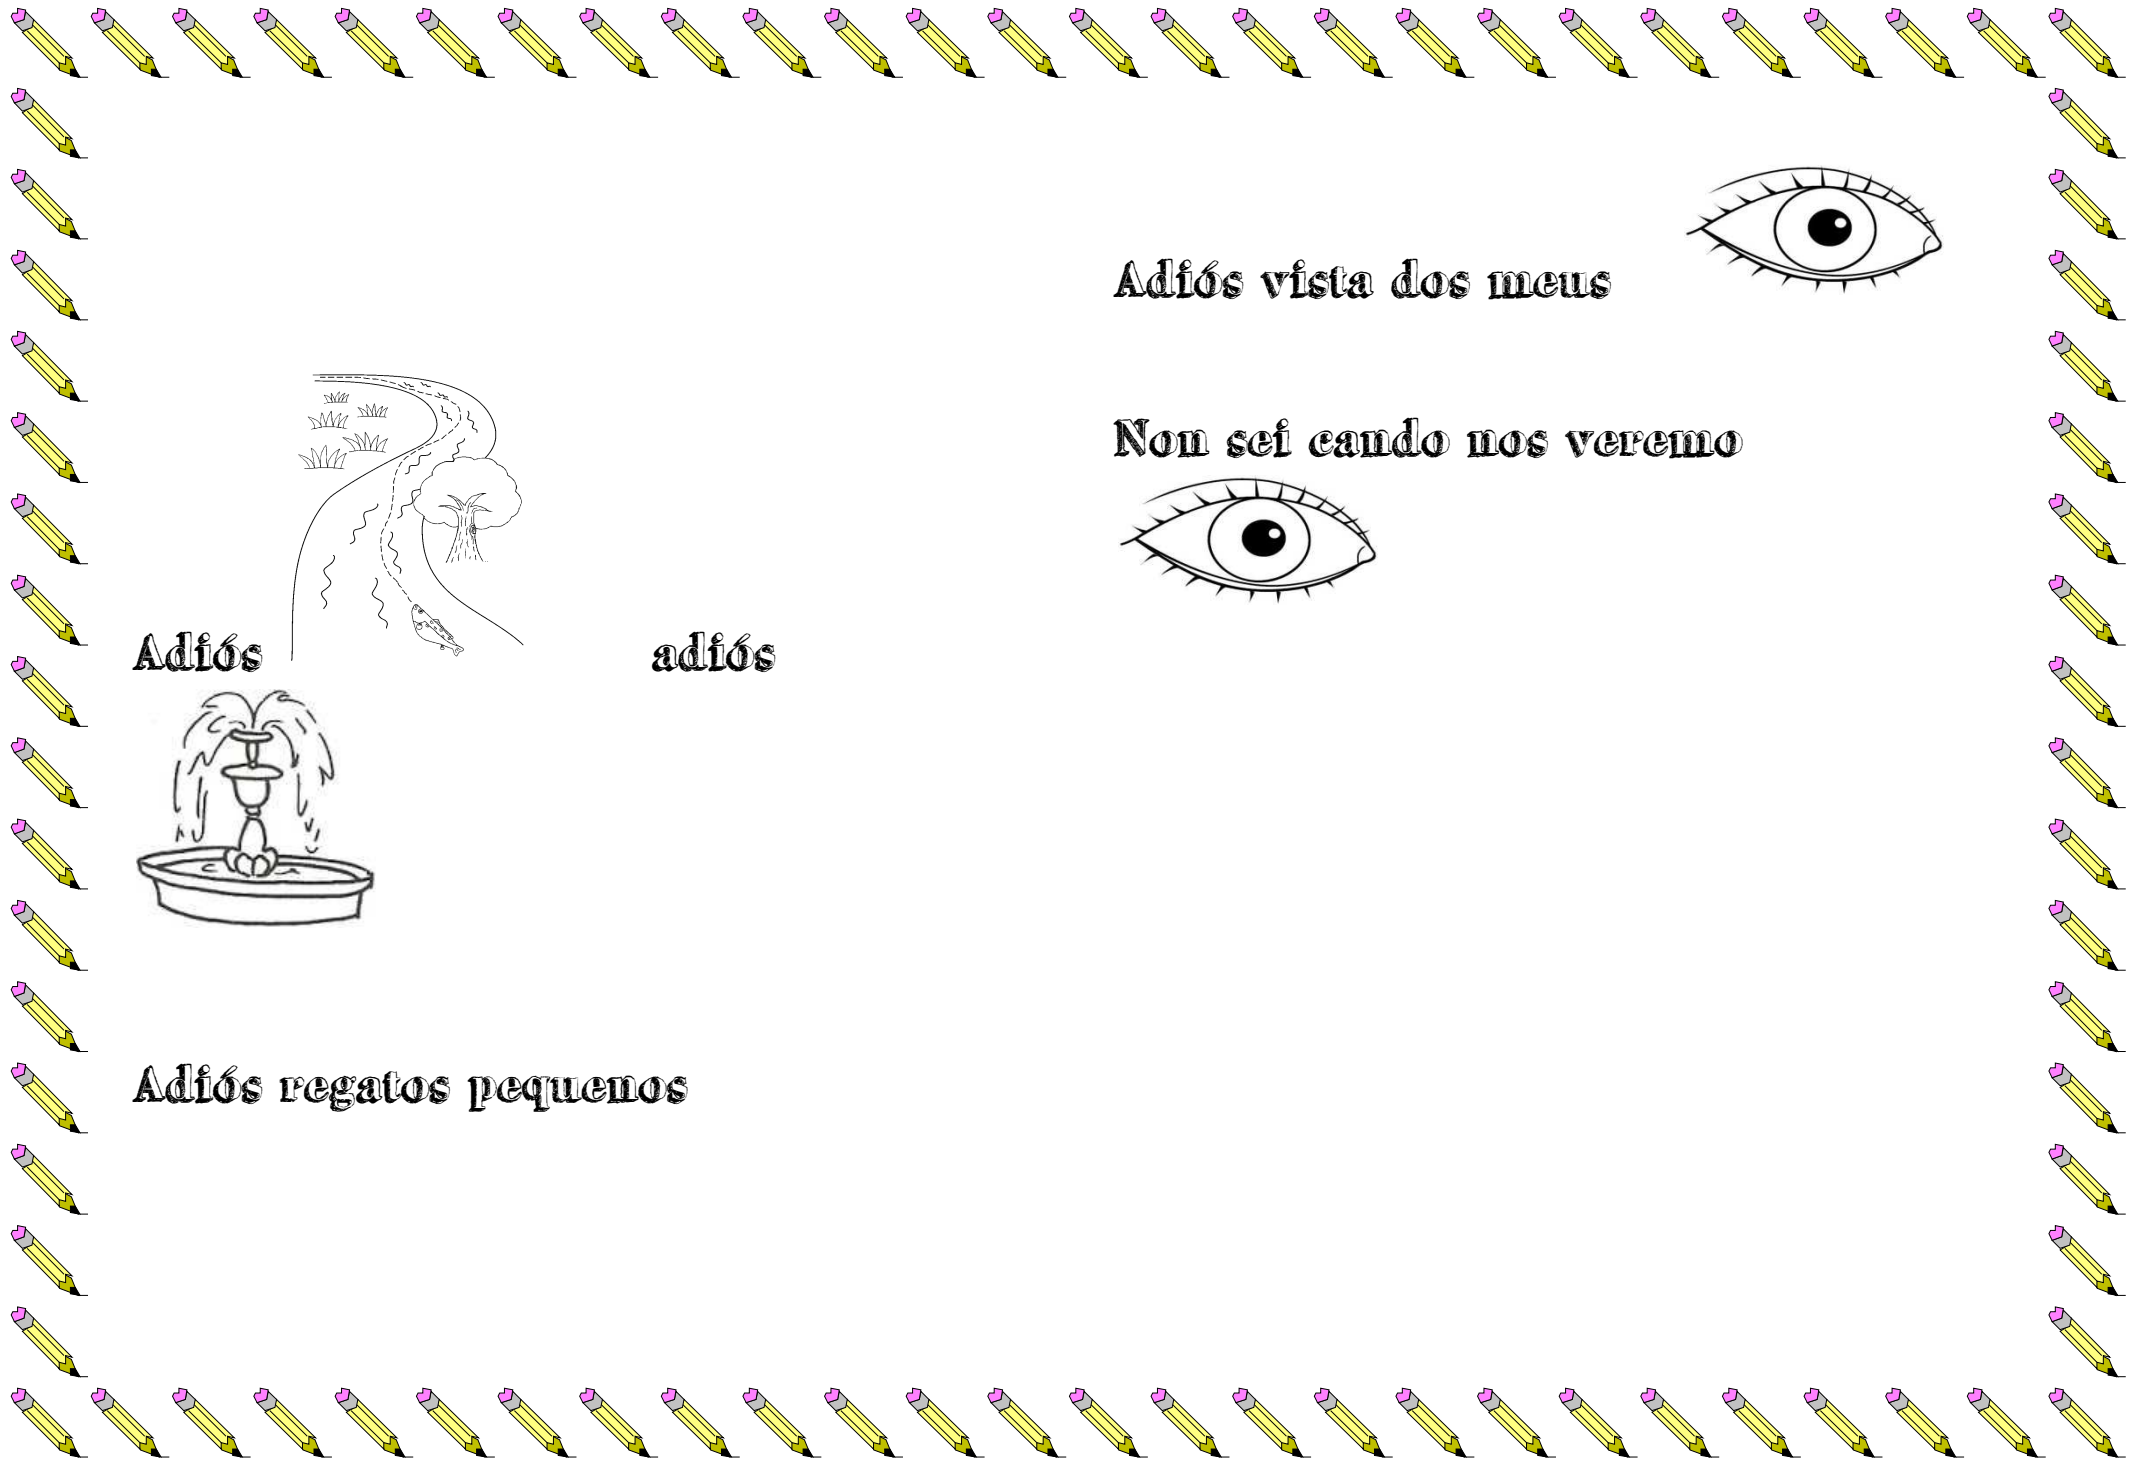 Adiós adiós
Adiós regatos pequenos
Adiós vista dos meus
Non sei cando nos veremo